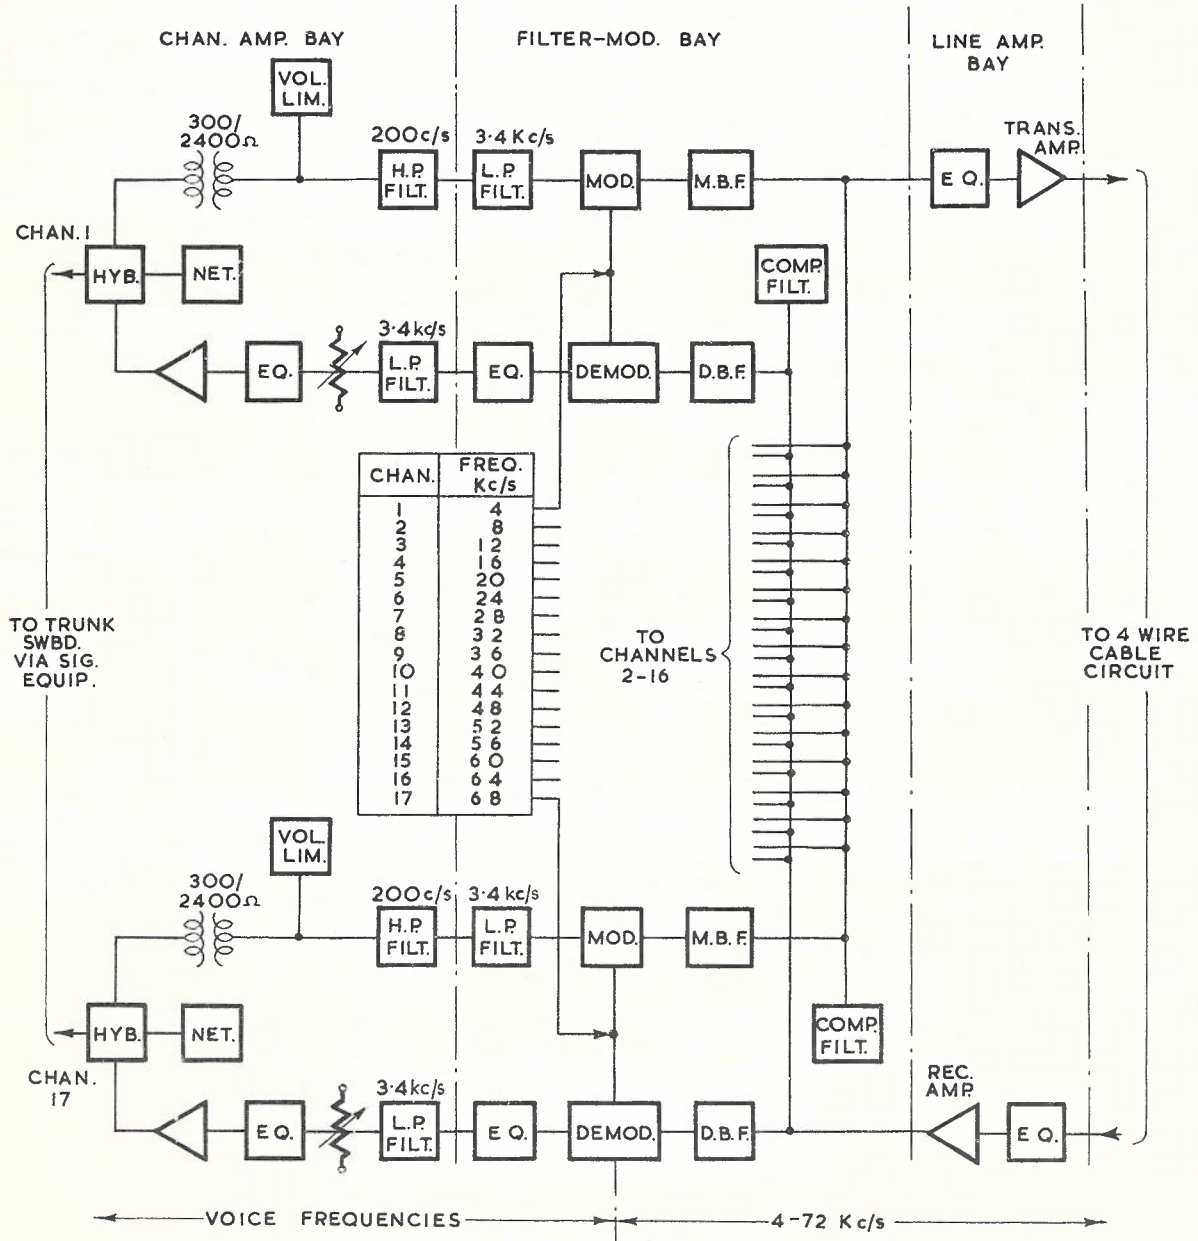 CHAN. AMP. BAY
FILTER-MOD. BAY
LINE AMP. BAY
VOL. LIM.
300/
2400Ω
200c/s
3·4 Kc/s
TRANS. AMP.
H.P. FILT.
L.P. FILT.
MOD.
M.B.F.
EQ.
CHAN. 1
HYB.
NET.
COMP. FILT.
3·4 kc/s
EQ.
L.P. FILT.
EQ.
DEMOD.
D.B.F.
CHAN. FREQ. Kc/s
1 4
2 8
3 12
4 16
5 20
6 24
7 28
8 32
9 36
10 40
11 44
12 48
13 52
14 56
15 60
16 64
17 68
TO TRUNK
SWBD.
VIA SIG.
EQUIP.
TO
CHANNELS
2-16
TO 4 WIRE
CABLE
CIRCUIT
VOL. LIM.
300/
2400Ω
200c/s
3·4 kc/s
H.P. FILT.
L.P. FILT.
MOD.
M.B.F.
HYB.
NET.
COMP. FILT.
CHAN.
17
3·4 kc/s
REC. AMP.
EQ.
L.P. FILT.
EQ.
DEMOD.
D.B.F.
EQ.
VOICE FREQUENCIES
4-72 Kc/s